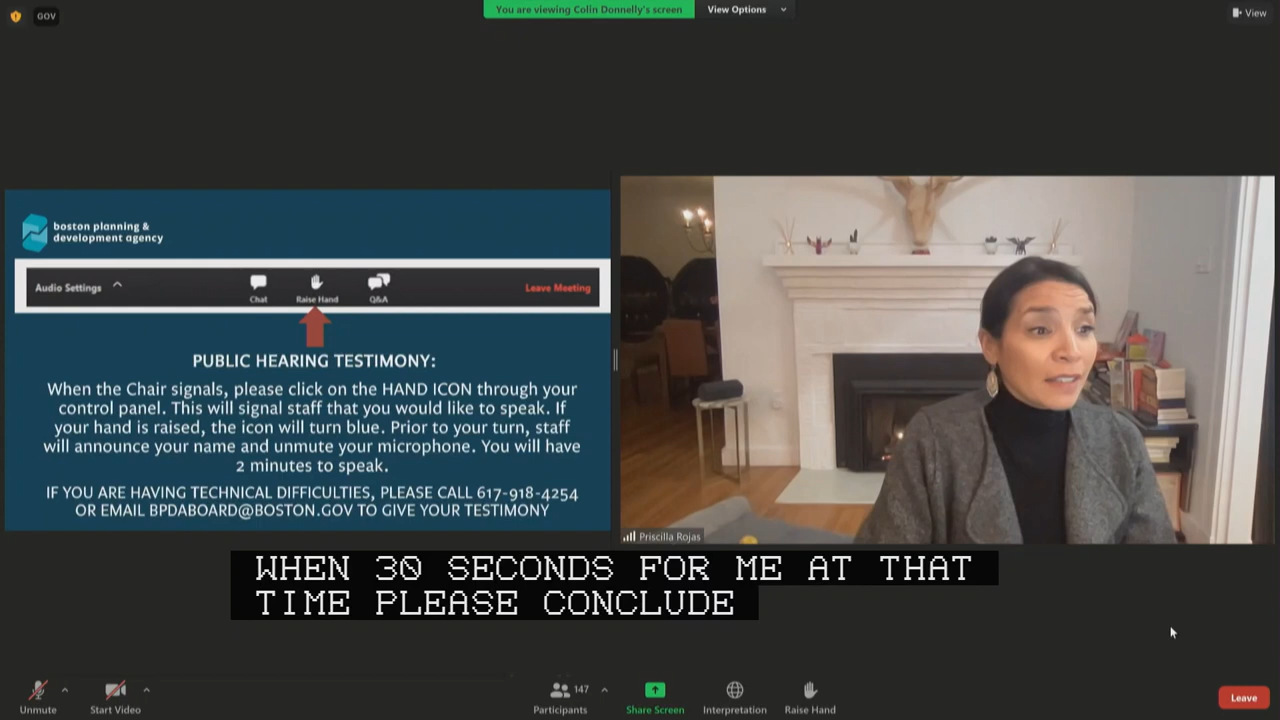 GOV
You are viewing Colin Donnelly's screen
View Options
View
boston planning &
development agency
Audio Settings
Chat
Raise Hand
Q&A
Leave Meeting
PUBLIC HEARING TESTIMONY:
When the Chair signals, please click on the HAND ICON through your
control panel. This will signal staff that you would like to speak. If
your hand is raised, the icon will turn blue. Prior to your turn, staff
will announce your name and unmute your microphone. You will have
2 minutes to speak.
IF YOU ARE HAVING TECHNICAL DIFFICULTIES, PLEASE CALL 617-918-4254
OR EMAIL BPDABOARD@BOSTON.GOV TO GIVE YOUR TESTIMONY
Priscilla Rojas
WHEN 30 SECONDS FOR ME AT THAT
TIME PLEASE CONCLUDE
Unmute
Start Video
147
Participants
Share Screen
Interpretation
Raise Hand
Leave